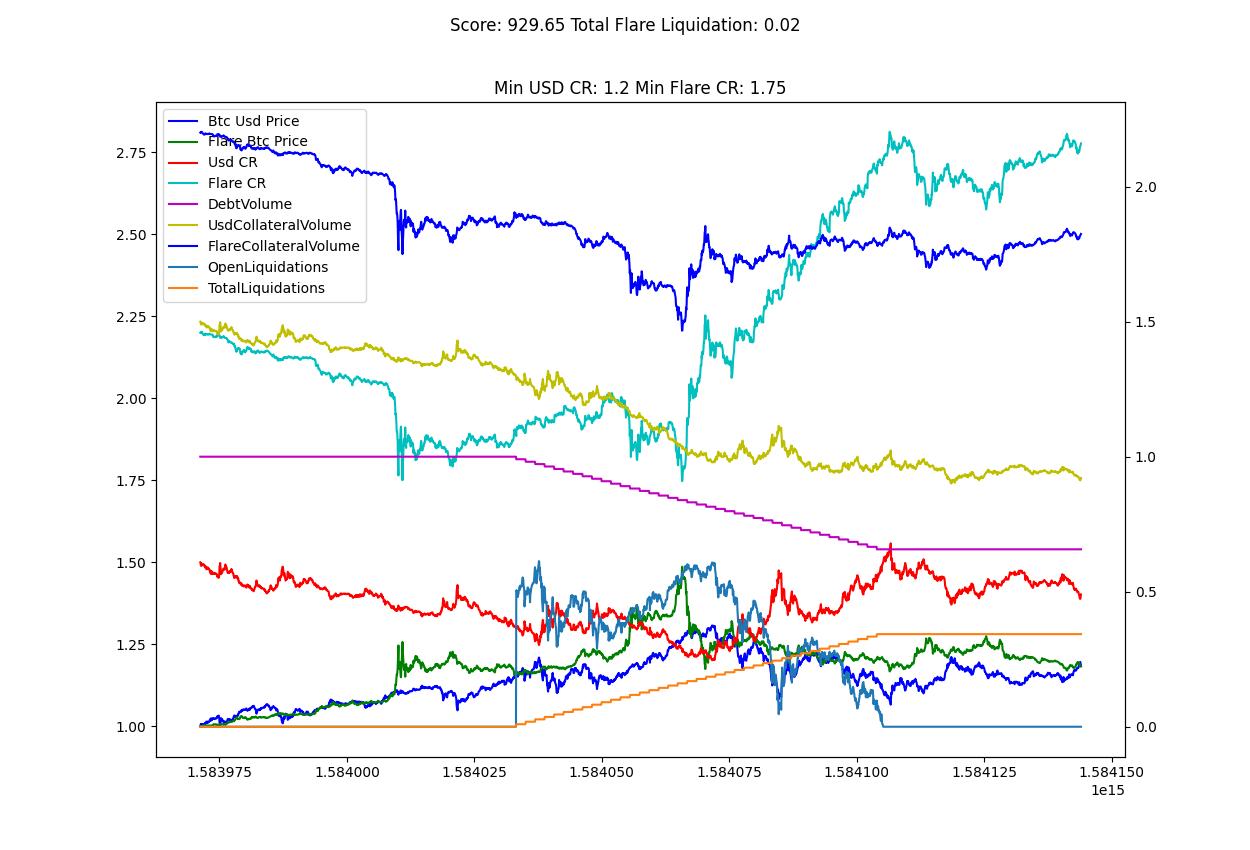 Score: 929.65 Total Flare Liquidation: 0.02
Min USD CR: 1.2 Min Flare CR: 1.75
Btc Usd Price
Flare Btc Price
Usd CR
Flare CR
DebtVolume
UsdCollateralVolume
FlareCollateralVolume
OpenLiquidations
TotalLiquidations
2.75
2.50
2.25
2.00
1.75
1.50
1.25
1.00
2.0
1.5
1.0
0.5
0.0
1.583975
1.584000
1.584025
1.584050
1.584075
1.584100
1.584125
1.584150
1e15